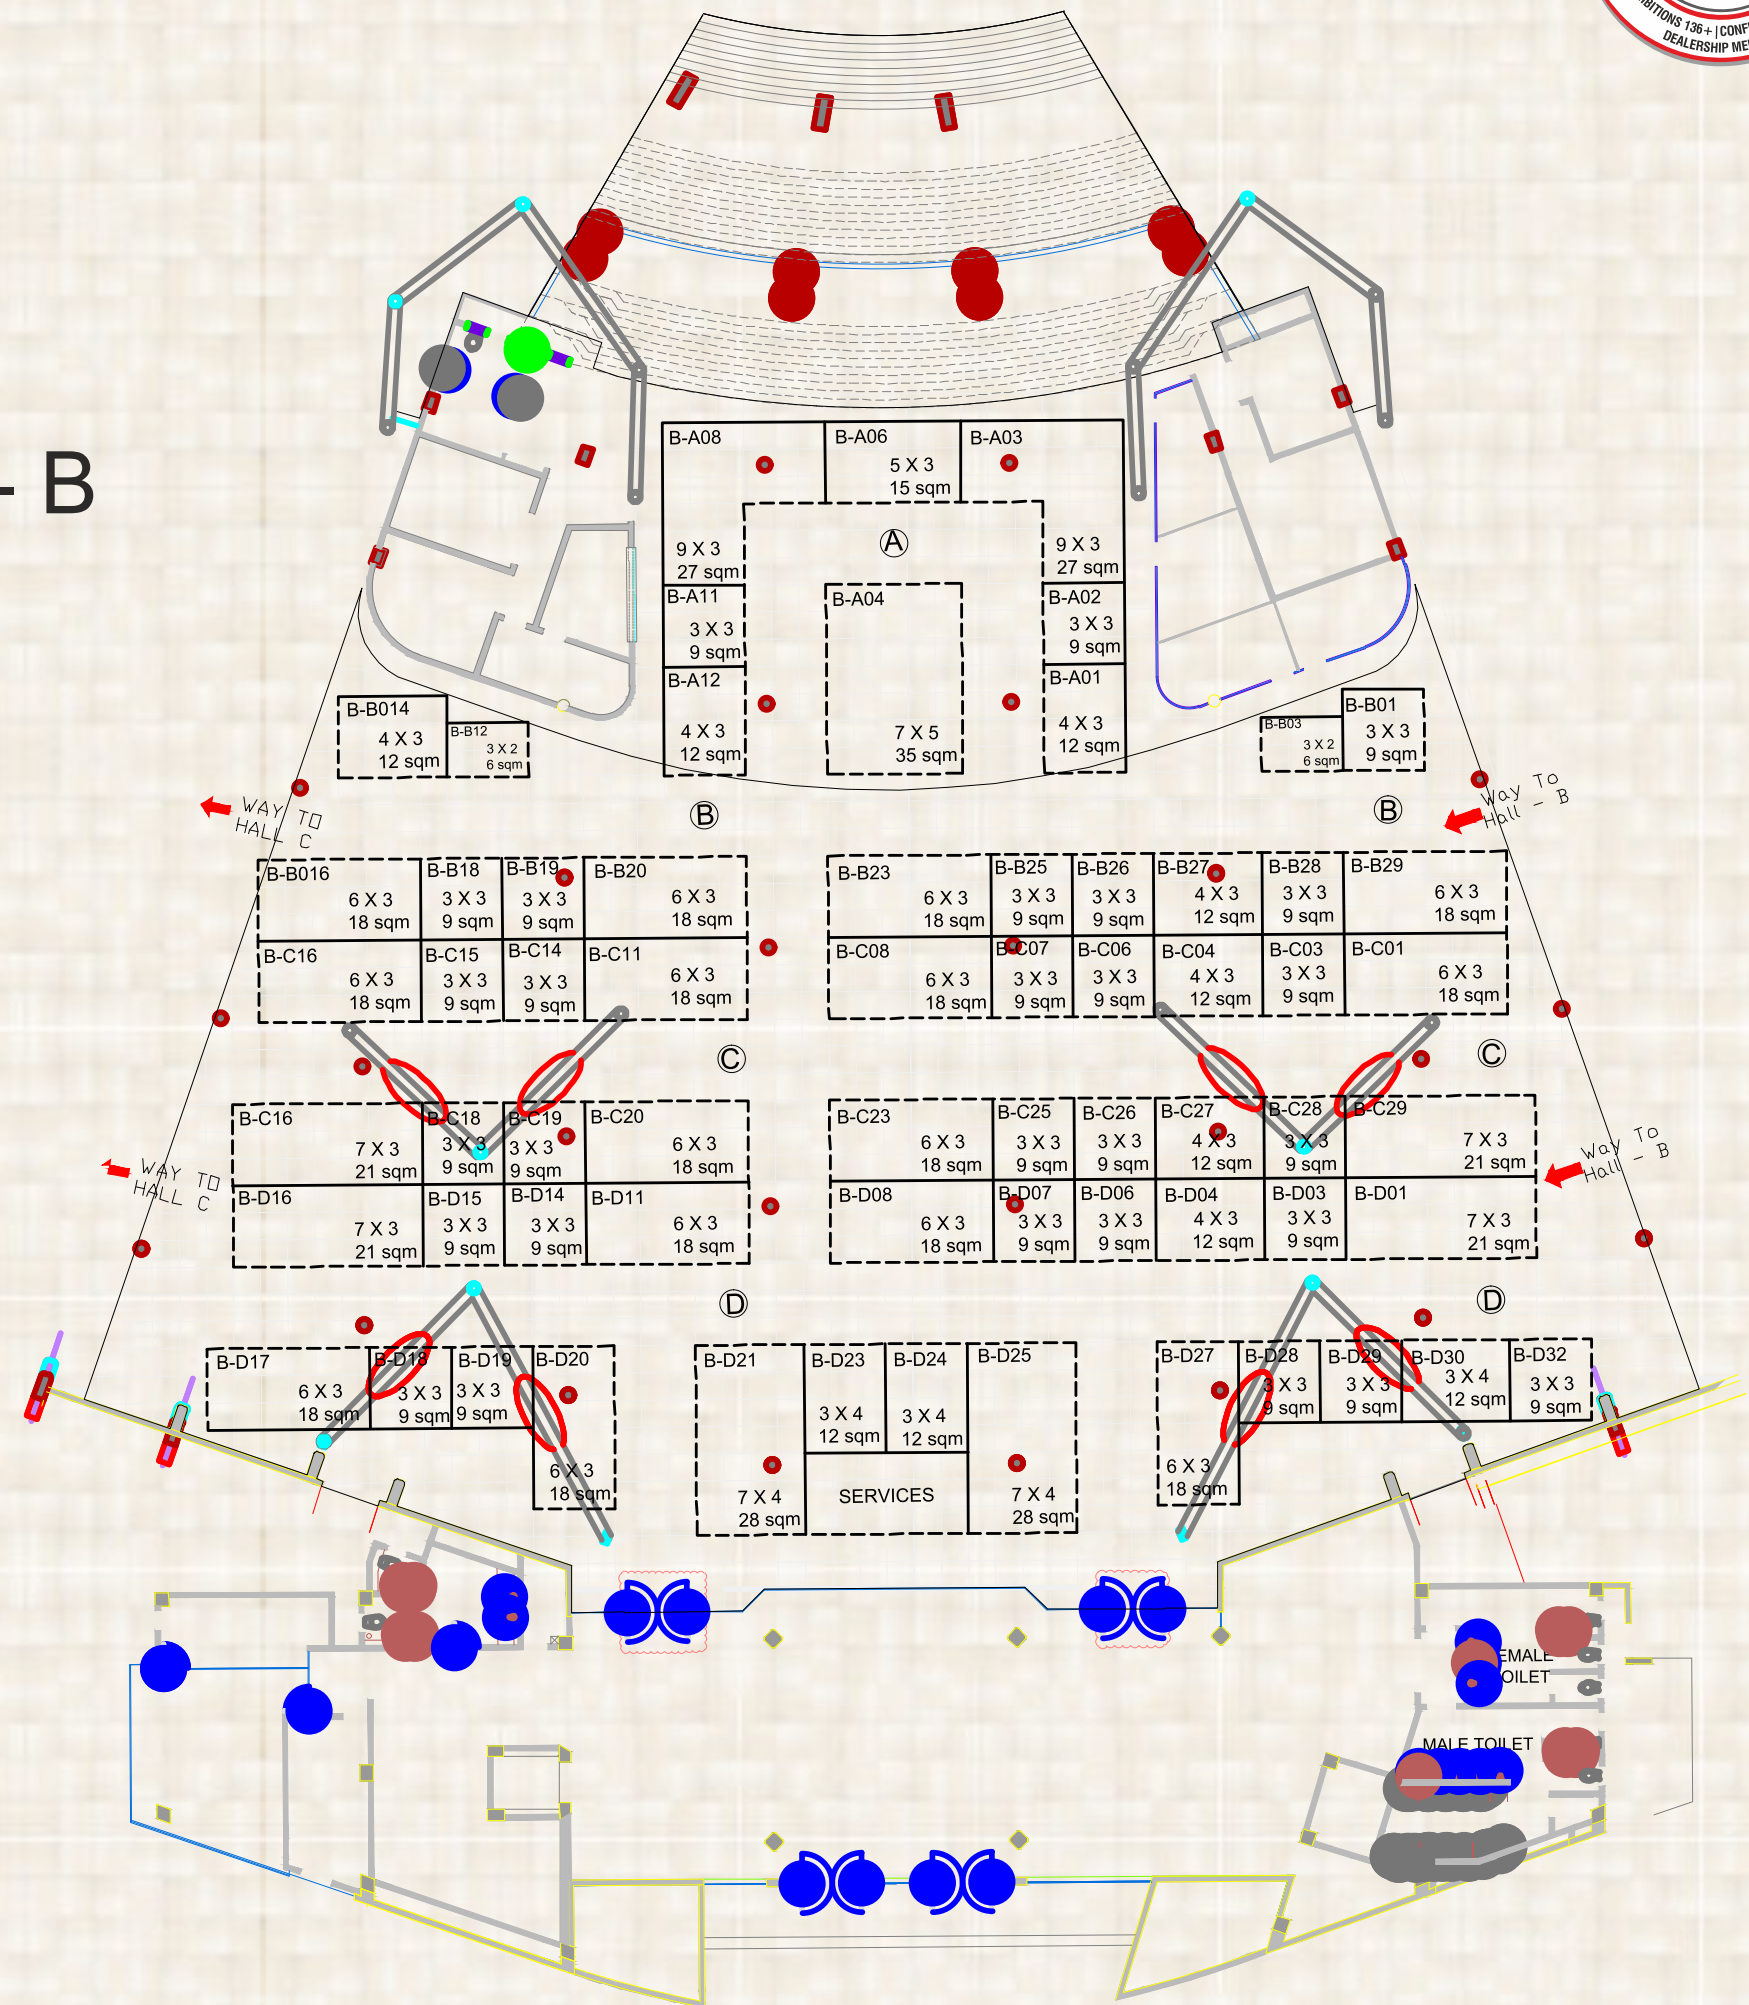 BITIONS 136+ | CONF
DEALERSHIP ME
- B
B-A08
B-A06
5 X 3
15 sqm
B-A03
A
9 X 3
27 sqm
9 X 3
27 sqm
B-A11
3 X 3
9 sqm
B-A04
7 X 5
35 sqm
B-A02
3 X 3
9 sqm
B-A12
4 X 3
12 sqm
B-A01
4 X 3
12 sqm
B-B014
4 X 3
12 sqm
B-B12
3 X 2
6 sqm
B-B03
3 X 2
6 sqm
B-B01
3 X 3
9 sqm
WAY TO
HALL C
B
B
Way To
Hall - B
B-B016
6 X 3
18 sqm
B-B18
3 X 3
9 sqm
B-B19
3 X 3
9 sqm
B-B20
6 X 3
18 sqm
B-B23
6 X 3
18 sqm
B-B25
3 X 3
9 sqm
B-B26
3 X 3
9 sqm
B-B27
4 X 3
12 sqm
B-B28
3 X 3
9 sqm
B-B29
6 X 3
18 sqm
B-C16
6 X 3
18 sqm
B-C15
3 X 3
9 sqm
B-C14
3 X 3
9 sqm
B-C11
6 X 3
18 sqm
B-C08
6 X 3
18 sqm
B-C07
3 X 3
9 sqm
B-C06
3 X 3
9 sqm
B-C04
4 X 3
12 sqm
B-C03
3 X 3
9 sqm
B-C01
6 X 3
18 sqm
C
C
B-C16
7 X 3
21 sqm
B-C18
3 X 3
9 sqm
B-C19
3 X 3
9 sqm
B-C20
6 X 3
18 sqm
B-C23
6 X 3
18 sqm
B-C25
3 X 3
9 sqm
B-C26
3 X 3
9 sqm
B-C27
4 X 3
12 sqm
B-C28
3 X 3
9 sqm
B-C29
7 X 3
21 sqm
WAY TO
HALL C
Way To
Hall - B
B-D16
7 X 3
21 sqm
B-D15
3 X 3
9 sqm
B-D14
3 X 3
9 sqm
B-D11
6 X 3
18 sqm
B-D08
6 X 3
18 sqm
B-D07
3 X 3
9 sqm
B-D06
3 X 3
9 sqm
B-D04
4 X 3
12 sqm
B-D03
3 X 3
9 sqm
B-D01
7 X 3
21 sqm
D
D
B-D17
6 X 3
18 sqm
B-D18
3 X 3
9 sqm
B-D19
3 X 3
9 sqm
B-D20
6 X 3
18 sqm
B-D21
7 X 4
28 sqm
B-D23
3 X 4
12 sqm
B-D24
3 X 4
12 sqm
B-D25
7 X 4
28 sqm
SERVICES
B-D27
6 X 3
18 sqm
B-D28
3 X 3
9 sqm
B-D29
3 X 3
9 sqm
B-D30
3 X 4
12 sqm
B-D32
3 X 3
9 sqm
EMALE
OILET
MALE TOILET